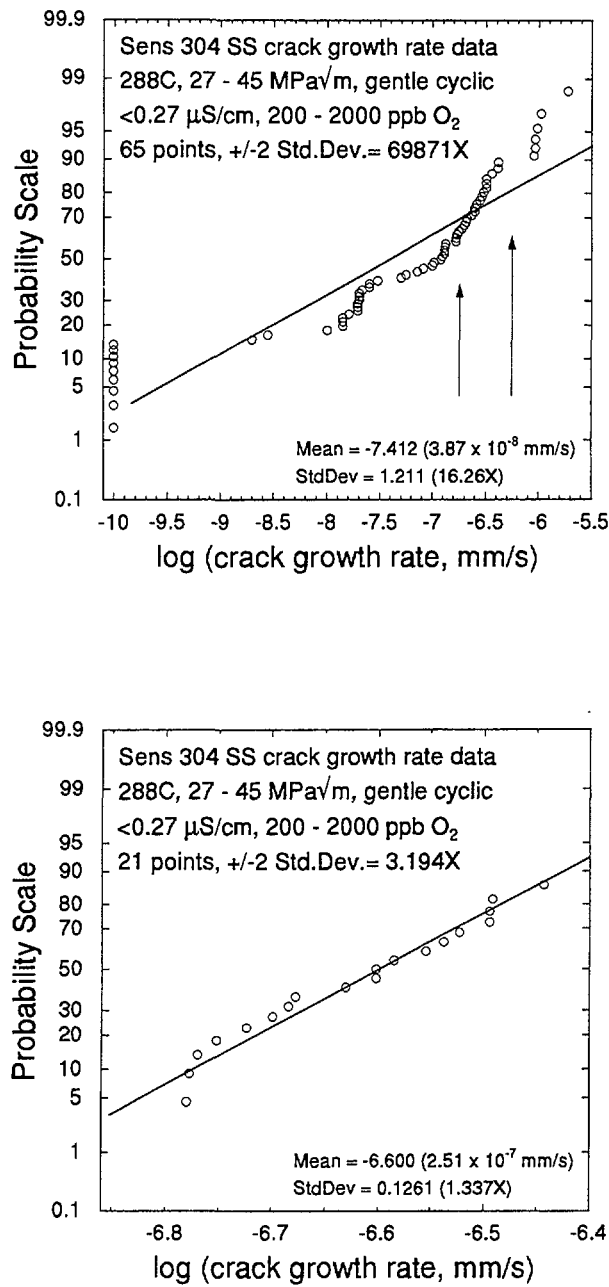 Sens 304 SS crack growth rate data
288C, 27 - 45 MPa√m, gentle cyclic
<0.27 μS/cm, 200 - 2000 ppb O₂
65 points, +/-2 Std.Dev.= 69871X
Probability Scale
99.9
99
95
90
80
70
50
30
20
10
5
1
0.1
Mean = -7.412 (3.87 x 10⁻⁸ mm/s)
StdDev = 1.211 (16.26X)
-10 -9.5 -9 -8.5 -8 -7.5 -7 -6.5 -6 -5.5
log (crack growth rate, mm/s)
Sens 304 SS crack growth rate data
288C, 27 - 45 MPa√m, gentle cyclic
<0.27 μS/cm, 200 - 2000 ppb O₂
21 points, +/-2 Std.Dev.= 3.194X
Probability Scale
99.9
99
95
90
80
70
50
30
20
10
5
1
0.1
Mean = -6.600 (2.51 x 10⁻⁷ mm/s)
StdDev = 0.1261 (1.337X)
-6.8 -6.7 -6.6 -6.5 -6.4
log (crack growth rate, mm/s)